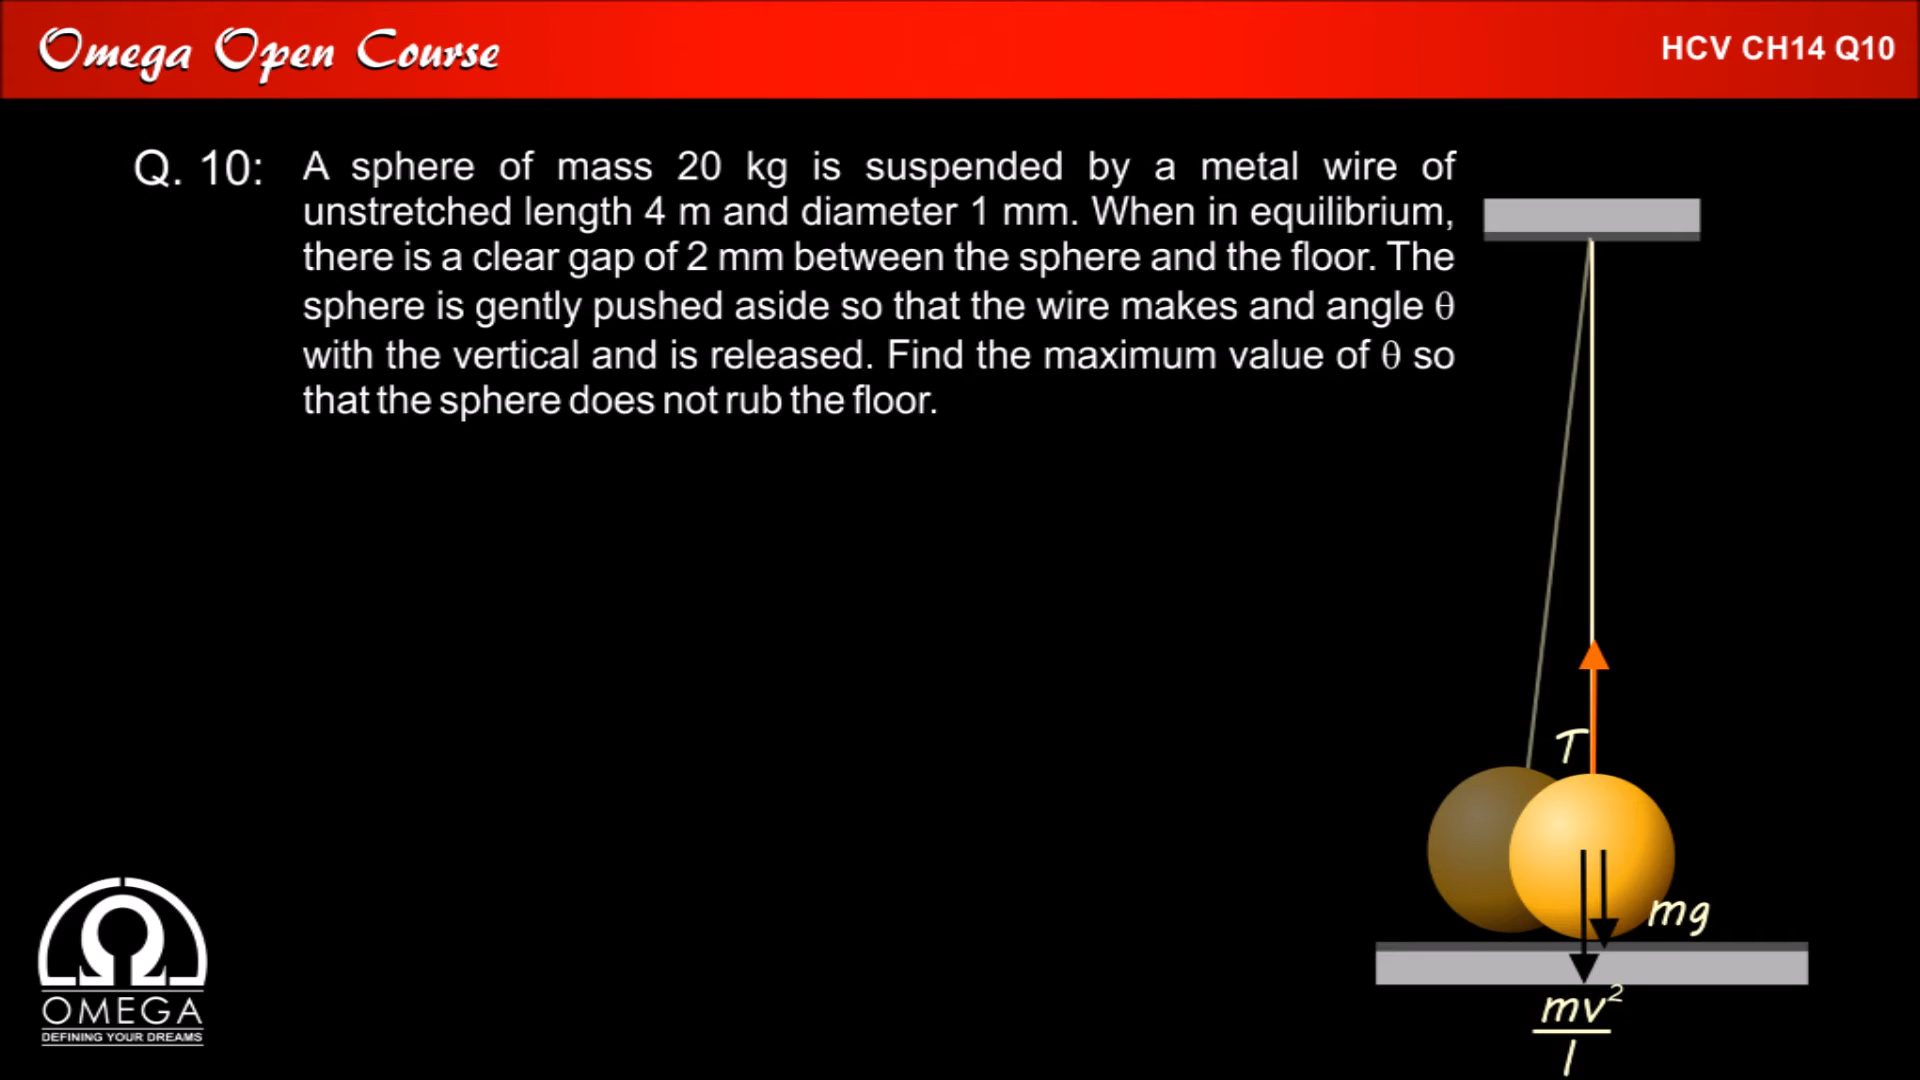 Omega Open Course
HCV CH14 Q10
Q. 10: A sphere of mass 20 kg is suspended by a metal wire of
unstretched length 4 m and diameter 1 mm. When in equilibrium,
there is a clear gap of 2 mm between the sphere and the floor. The
sphere is gently pushed aside so that the wire makes and angle θ
with the vertical and is released. Find the maximum value of θ so
that the sphere does not rub the floor.
T
mg
mv²
l
Ω
OMEGA
DEFINING YOUR DREAMS